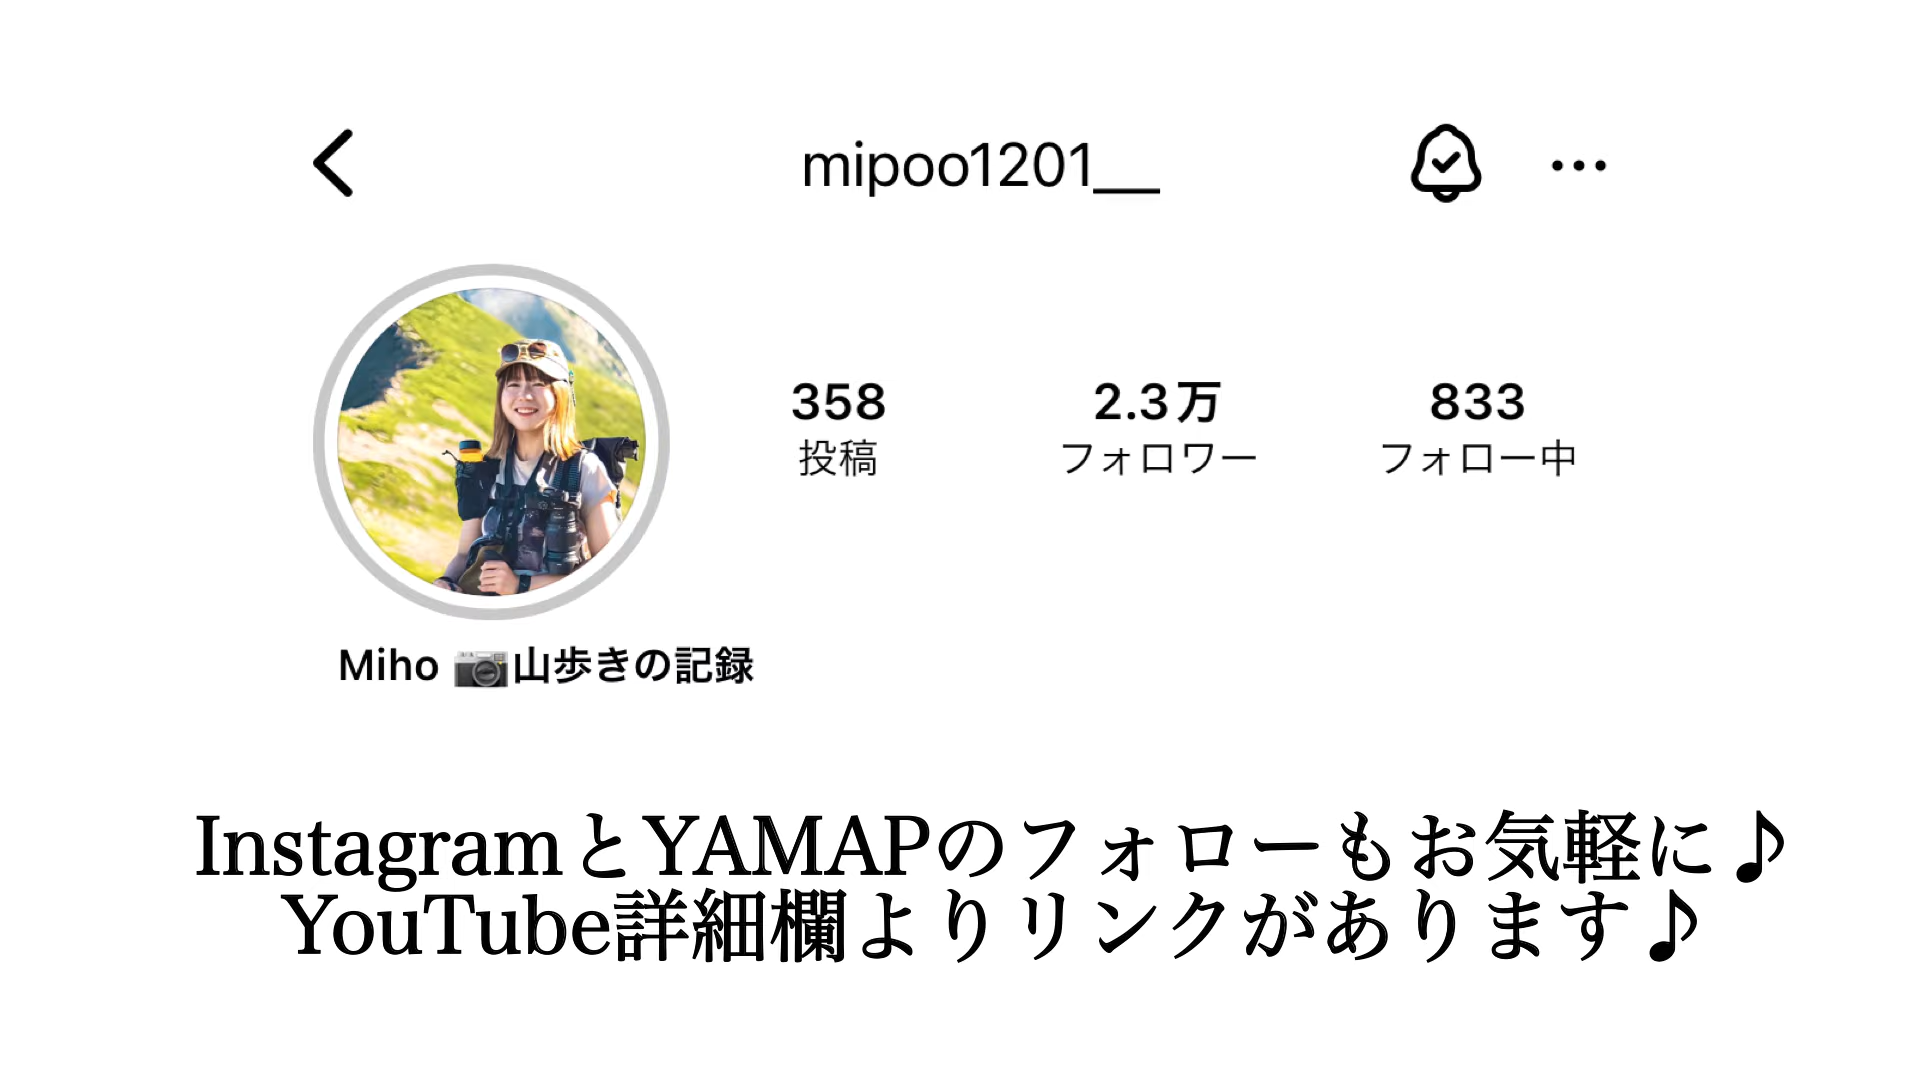 mipoo1201__
358
投稿
2.3万
フォロワー
833
フォロー中
Miho 📷山歩きの記録
InstagramとYAMAPのフォローもお気軽に♪
YouTube詳細欄よりリンクがあります♪